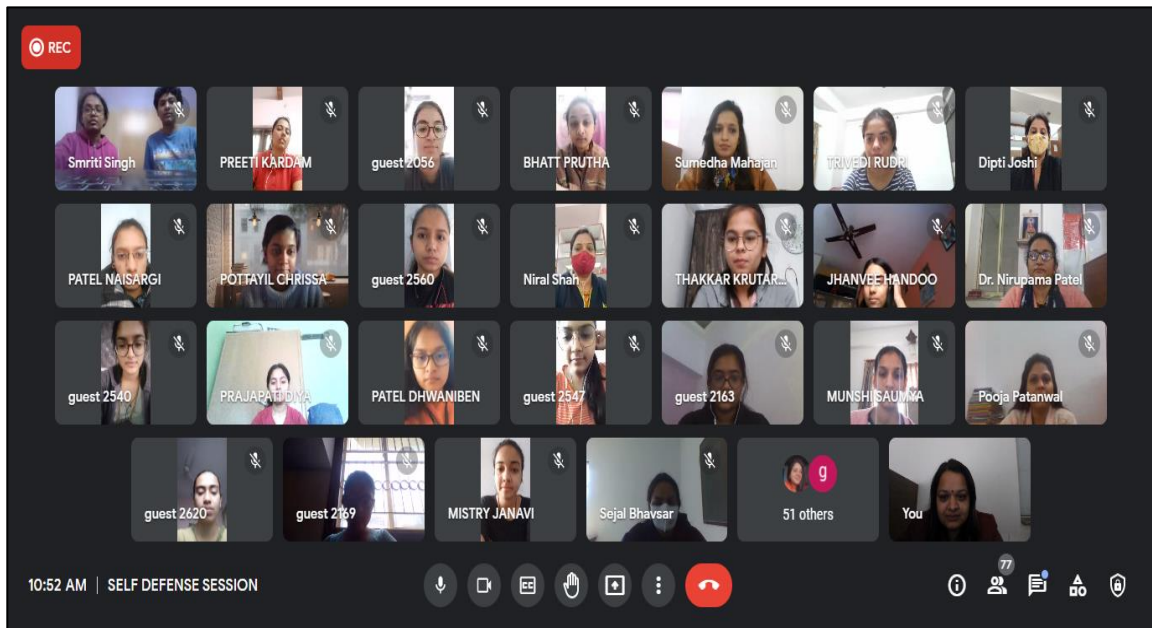 REC
Smriti Singh
PREETI KARDAM
guest 2056
BHATT PRUTHA
Sumedha Mahajan
TRIVEDI RUDRI
Dipti Joshi
PATEL NAISARGI
POTTAYIL CHRISSA
guest 2560
Niral Shah
THAKKAR KRUTAR...
JHANVEE HANDOO
Dr. Nirupama Patel
guest 2540
PRAJAPATI DIYA
PATEL DHWANIBEN
guest 2547
guest 2163
MUNSHI SAUMYA
Pooja Patanwal
guest 2620
guest 2169
MISTRY JANAVI
Sejal Bhavsar
g
51 others
You
10:52 AM | SELF DEFENSE SESSION
CC
77